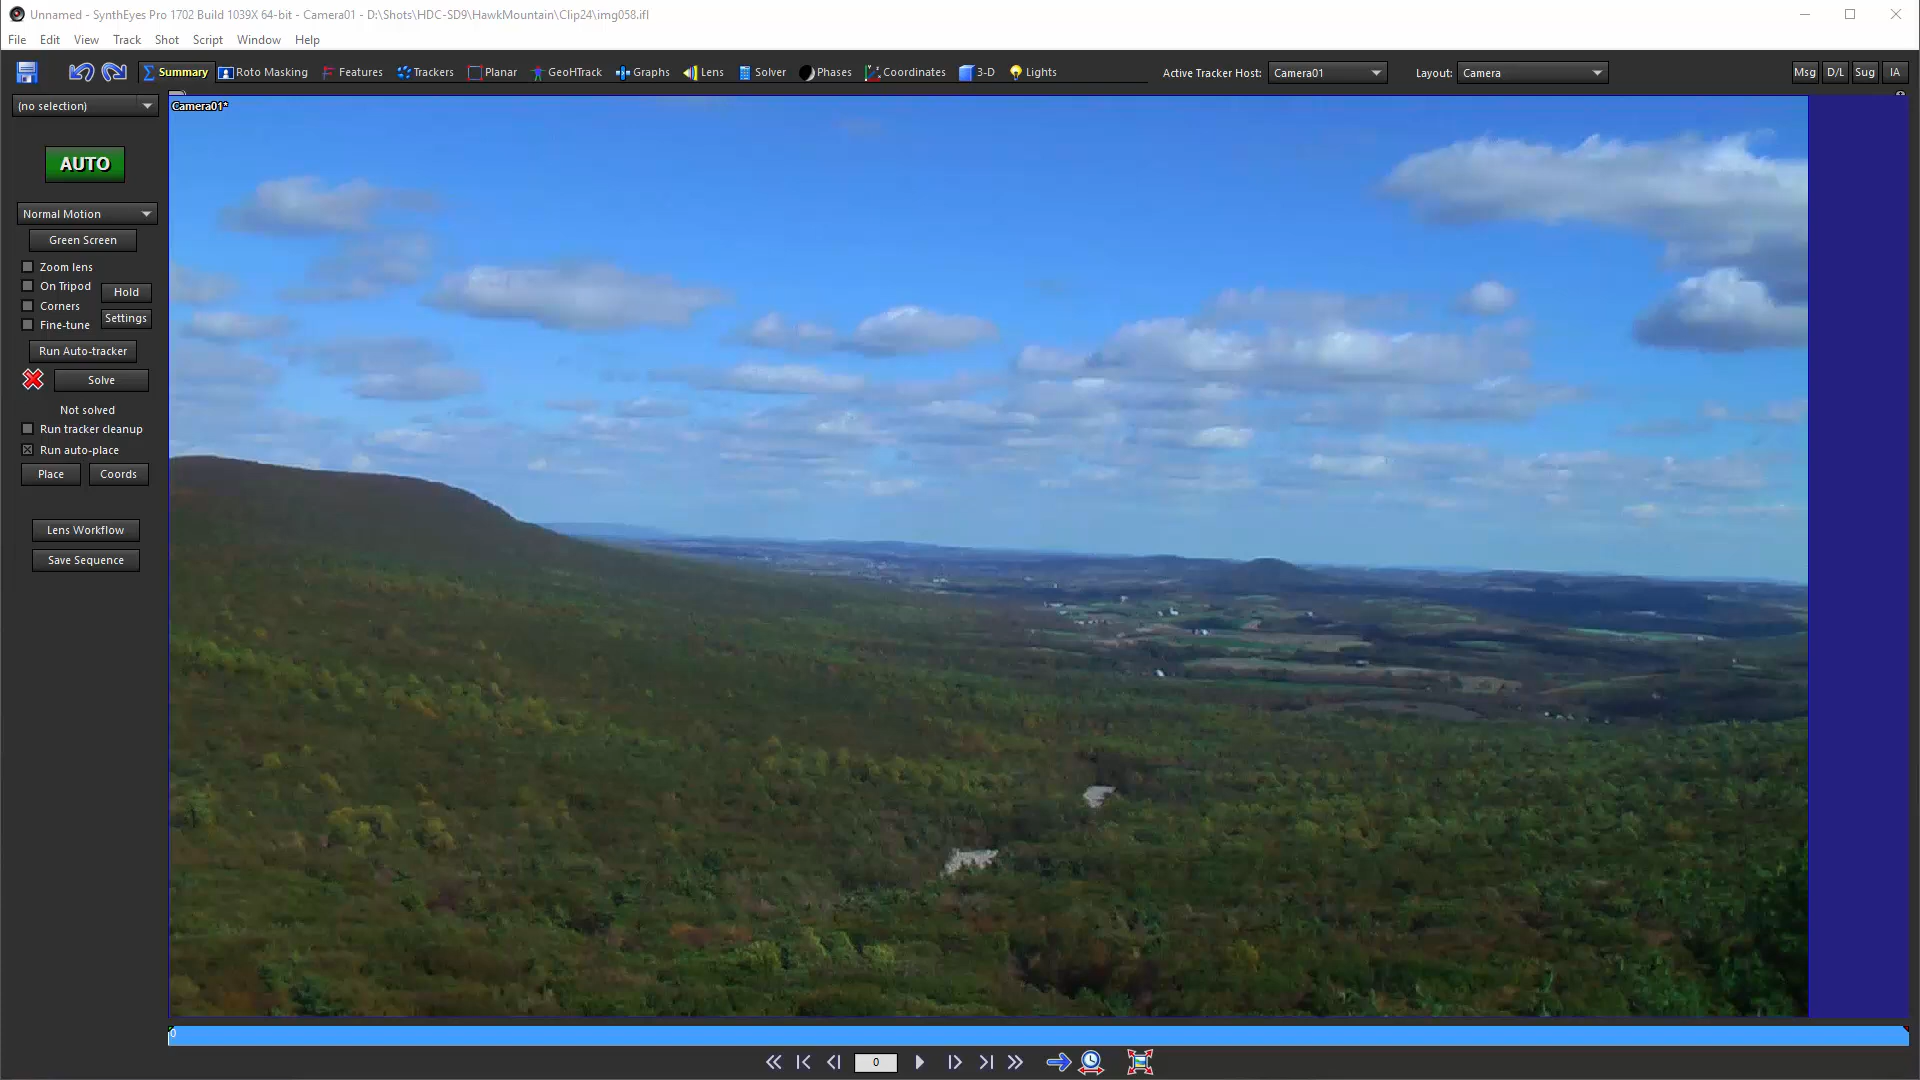 Unnamed - SynthEyes Pro 1702 Build 1039X 64-bit - Camera01 - D:\Shots\HDC-SD9\HawkMountain\Clip24\img058.ifl
File Edit View Track Shot Script Window Help
Summary Roto Masking Features Trackers Planar GeoHTrack Graphs Lens Solver Phases Coordinates 3-D Lights Active Tracker Host: Camera01 Layout: Camera Msg D/L Sug IA
(no selection)
Camera01*
AUTO
Normal Motion
Green Screen
Zoom lens
On Tripod
Hold
Corners
Settings
Fine-tune
Run Auto-tracker
Solve
Not solved
Run tracker cleanup
Run auto-place
Place Coords
Lens Workflow
Save Sequence
0
0